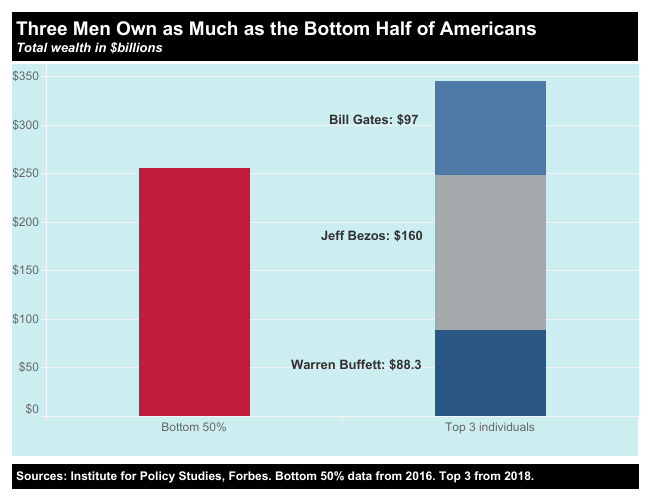 Three Men Own as Much as the Bottom Half of Americans
Total wealth in $billions
$350
$300
$250
$200
$150
$100
$50
$0
Bill Gates: $97
Jeff Bezos: $160
Warren Buffett: $88.3
Bottom 50%
Top 3 individuals
Sources: Institute for Policy Studies, Forbes. Bottom 50% data from 2016. Top 3 from 2018.